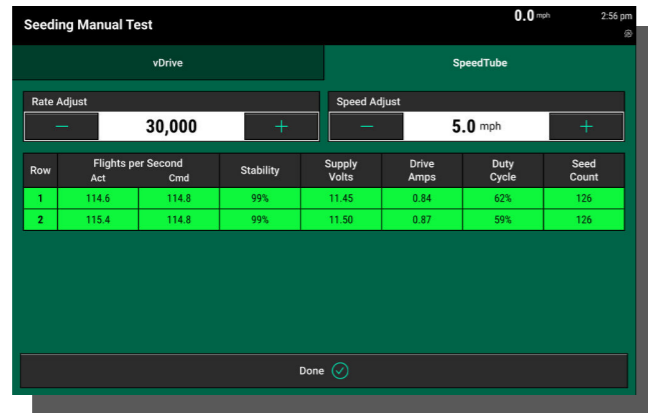 Seeding Manual Test
0.0 mph
2:56 pm
vDrive
SpeedTube
Rate Adjust
Speed Adjust
— 30,000 +
— 5.0 mph +
Row Flights per Second Stability Supply Volts Drive Amps Duty Cycle Seed Count
Act Cmd
1 114.6 114.8 99% 11.45 0.84 62% 126
2 115.4 114.8 99% 11.50 0.87 59% 126
Done